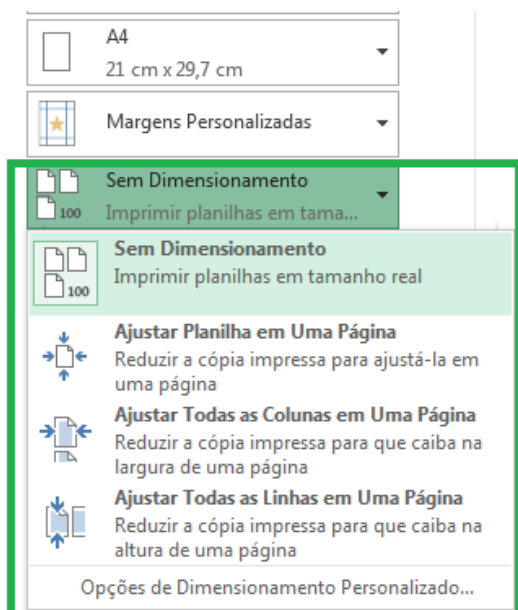 A4
21 cm x 29,7 cm
Margens Personalizadas
Sem Dimensionamento
100 Imprimir planilhas em tama...
Sem Dimensionamento
Imprimir planilhas em tamanho real
100
Ajustar Planilha em Uma Página
Reduzir a cópia impressa para ajustá-la em
uma página
Ajustar Todas as Colunas em Uma Página
Reduzir a cópia impressa para que caiba na
largura de uma página
Ajustar Todas as Linhas em Uma Página
Reduzir a cópia impressa para que caiba na
altura de uma página
Opções de Dimensionamento Personalizado...